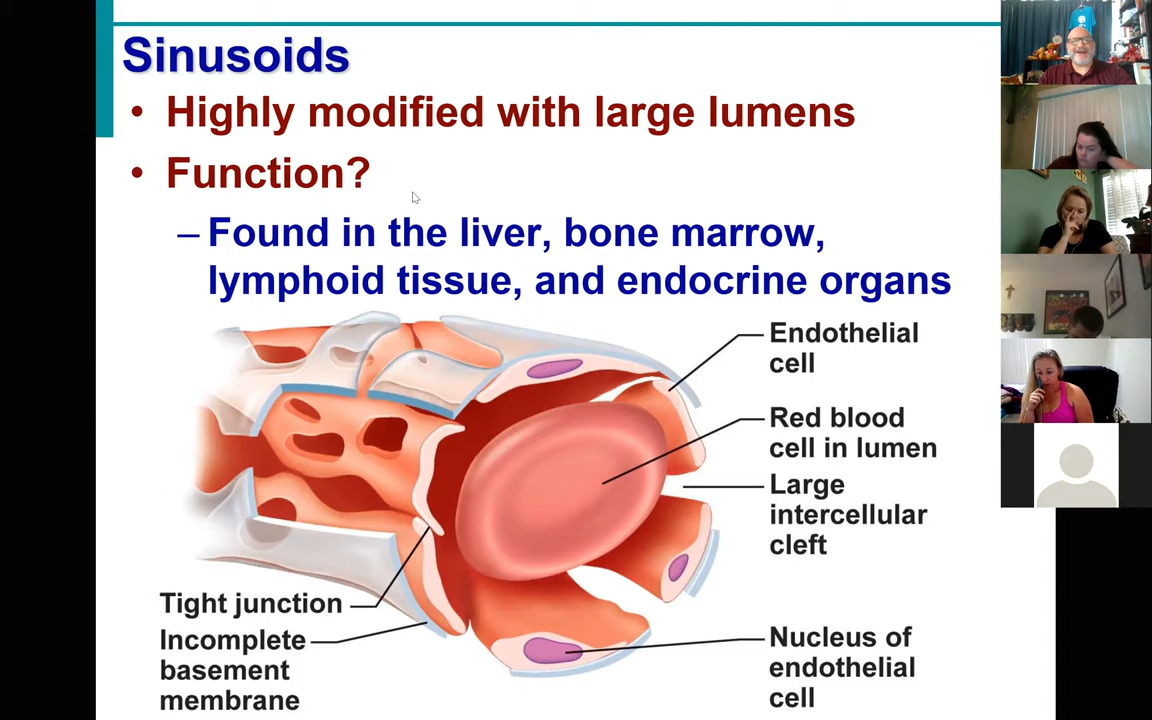 Sinusoids
• Highly modified with large lumens
• Function?
– Found in the liver, bone marrow,
lymphoid tissue, and endocrine organs
Endothelial
cell
Red blood
cell in lumen
Large
intercellular
cleft
Tight junction
Incomplete
basement
membrane
Nucleus of
endothelial
cell